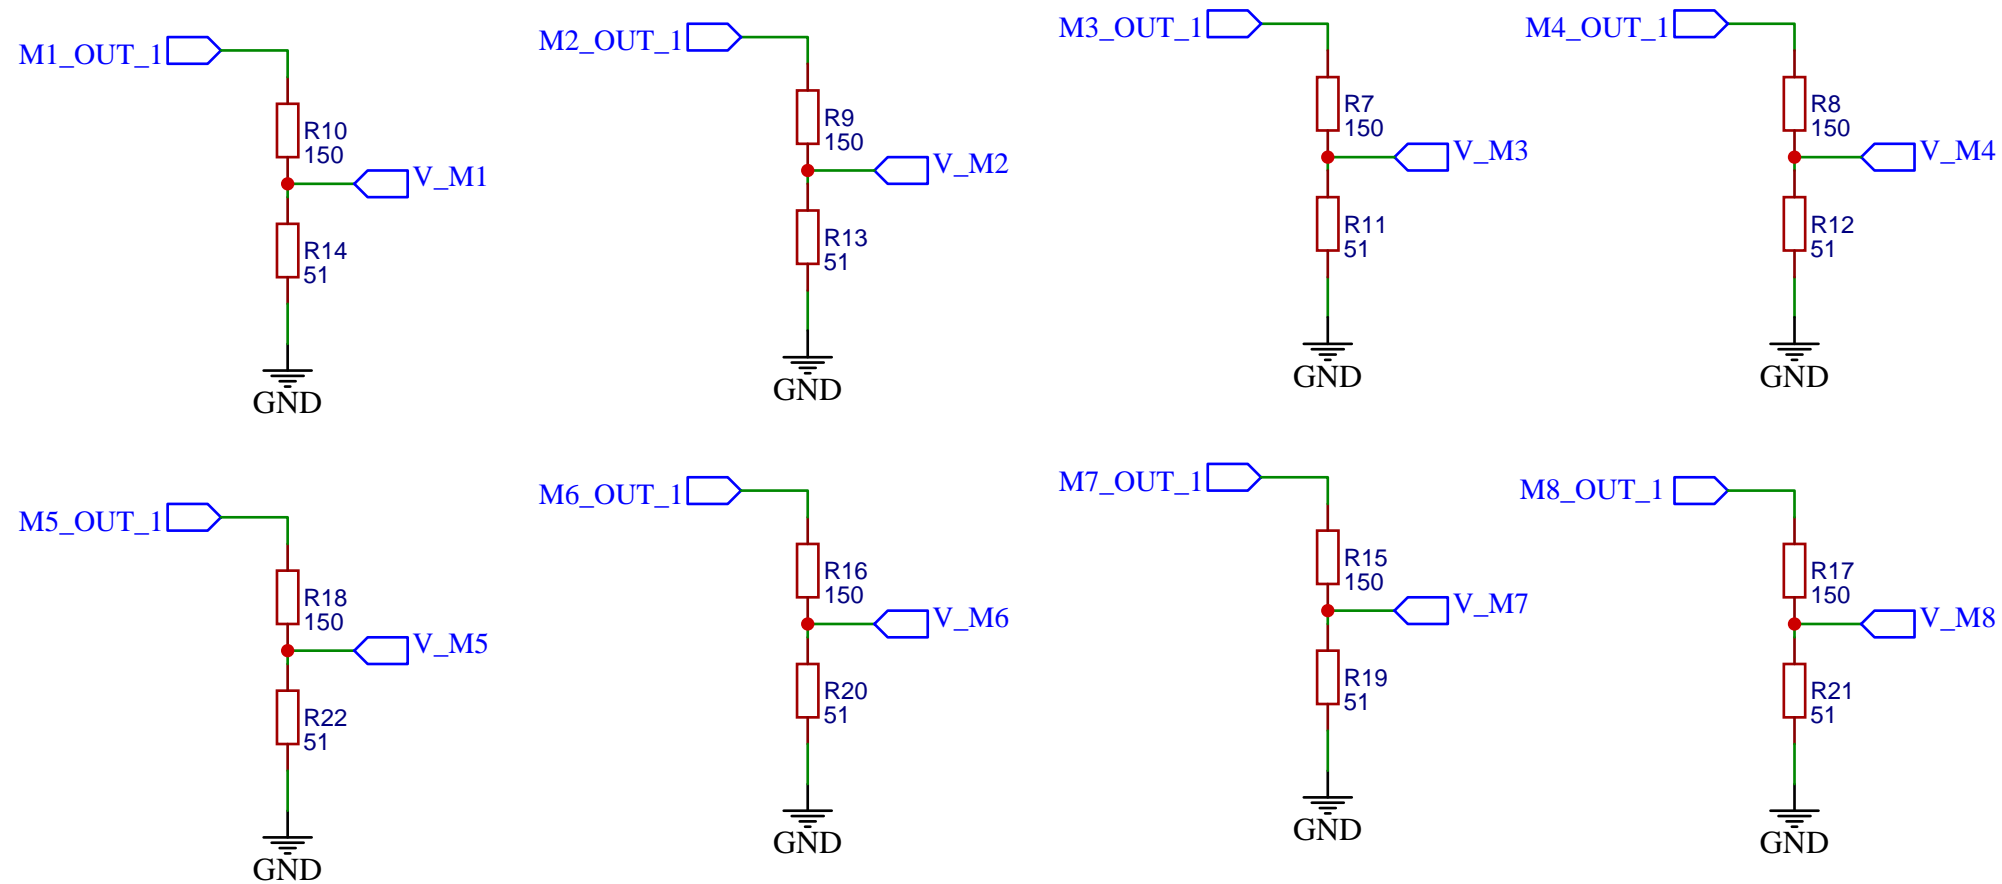 M1_OUT_1
R10
150
V_M1
R14
51
GND
M2_OUT_1
R9
150
V_M2
R13
51
GND
M3_OUT_1
R7
150
V_M3
R11
51
GND
M4_OUT_1
R8
150
V_M4
R12
51
GND
M5_OUT_1
R18
150
V_M5
R22
51
GND
M6_OUT_1
R16
150
V_M6
R20
51
GND
M7_OUT_1
R15
150
V_M7
R19
51
GND
M8_OUT_1
R17
150
V_M8
R21
51
GND